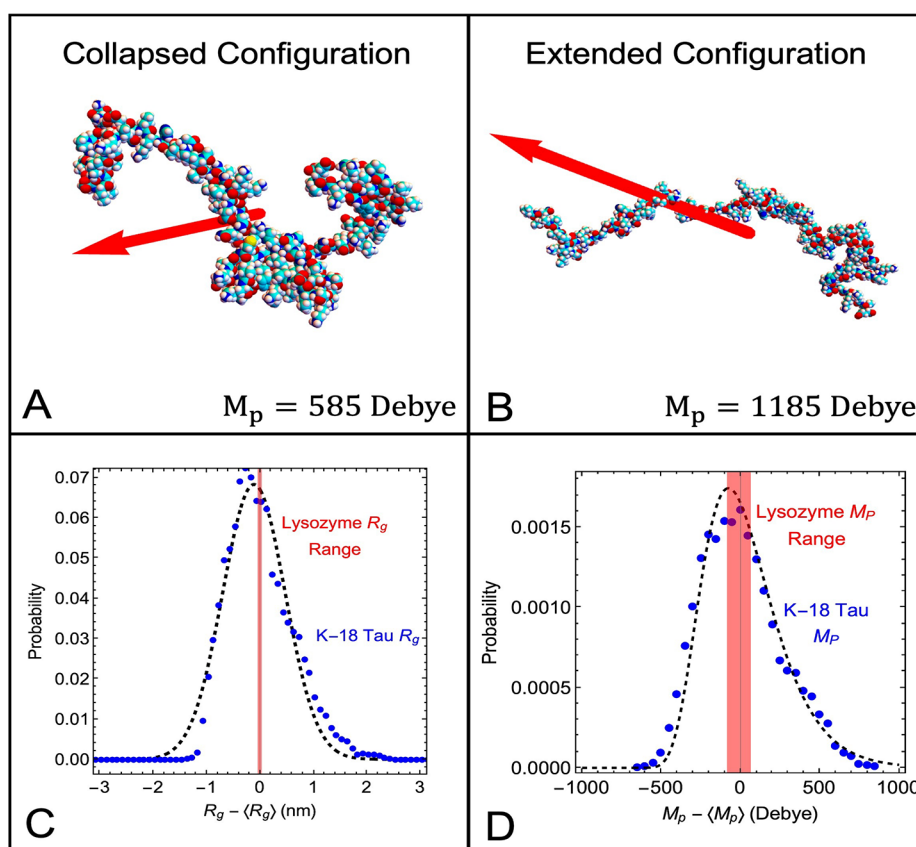 Collapsed Configuration
A
Mp = 585 Debye
Extended Configuration
B
Mp = 1185 Debye
0.07
0.06
0.05
0.04
0.03
0.02
0.01
0.00
Probability
Lysozyme Rg
Range
K-18 Tau Rg
−3 −2 −1 0 1 2 3
Rg − ⟨Rg⟩ (nm)
C
0.0015
0.0010
0.0005
0.0000
Probability
Lysozyme MP
Range
K-18 Tau
MP
−1000 −500 0 500 1000
Mp − ⟨Mp⟩ (Debye)
D